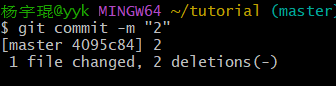 杨宇琨@yyk MINGW64 ~/tutorial (master
$ git commit -m "2"
[master 4095c84] 2
1 file changed, 2 deletions(-)